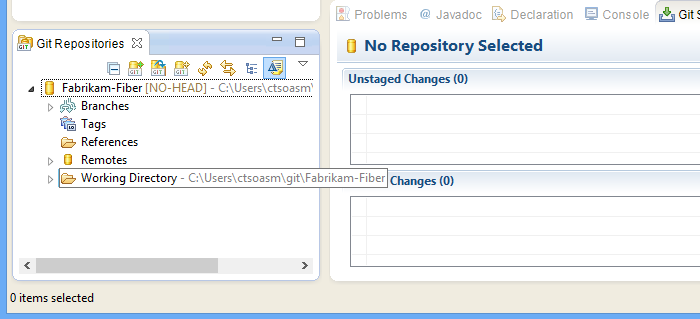 Problems @ Javadoc Declaration Console Git S
Git Repositories
No Repository Selected
GIT
Fabrikam-Fiber [NO-HEAD] - C:\Users\ctsoasm\
Unstaged Changes (0)
Branches
Tags
References
Remotes
Working Directory - C:\Users\ctsoasm\git\Fabrikam-Fiber
Changes (0)
0 items selected